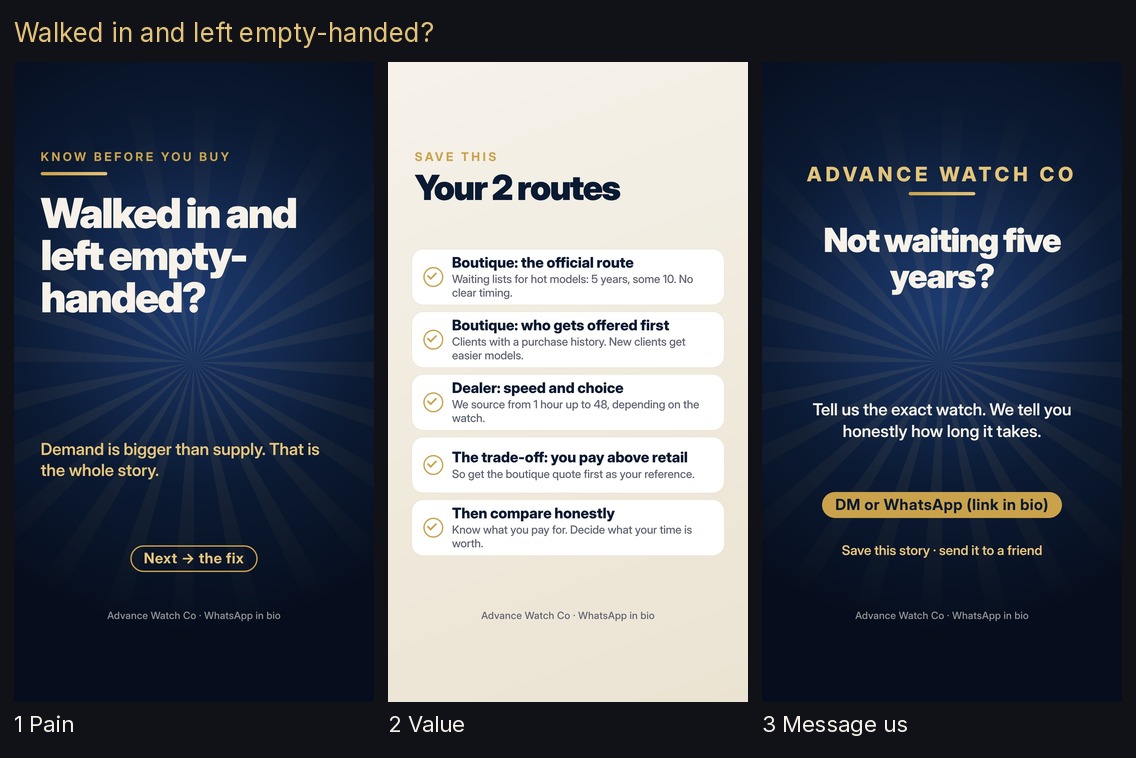 Walked in and left empty-handed?
KNOW BEFORE YOU BUY
Walked in and
left empty-
handed?
Demand is bigger than supply. That is
the whole story.
Next → the fix
Advance Watch Co · WhatsApp in bio
1 Pain
SAVE THIS
Your 2 routes
Boutique: the official route
Waiting lists for hot models: 5 years, some 10. No
clear timing.
Boutique: who gets offered first
Clients with a purchase history. New clients get
easier models.
Dealer: speed and choice
We source from 1 hour up to 48, depending on the
watch.
The trade-off: you pay above retail
So get the boutique quote first as your reference.
Then compare honestly
Know what you pay for. Decide what your time is
worth.
Advance Watch Co · WhatsApp in bio
2 Value
ADVANCE WATCH CO
Not waiting five
years?
Tell us the exact watch. We tell you
honestly how long it takes.
DM or WhatsApp (link in bio)
Save this story · send it to a friend
Advance Watch Co · WhatsApp in bio
3 Message us